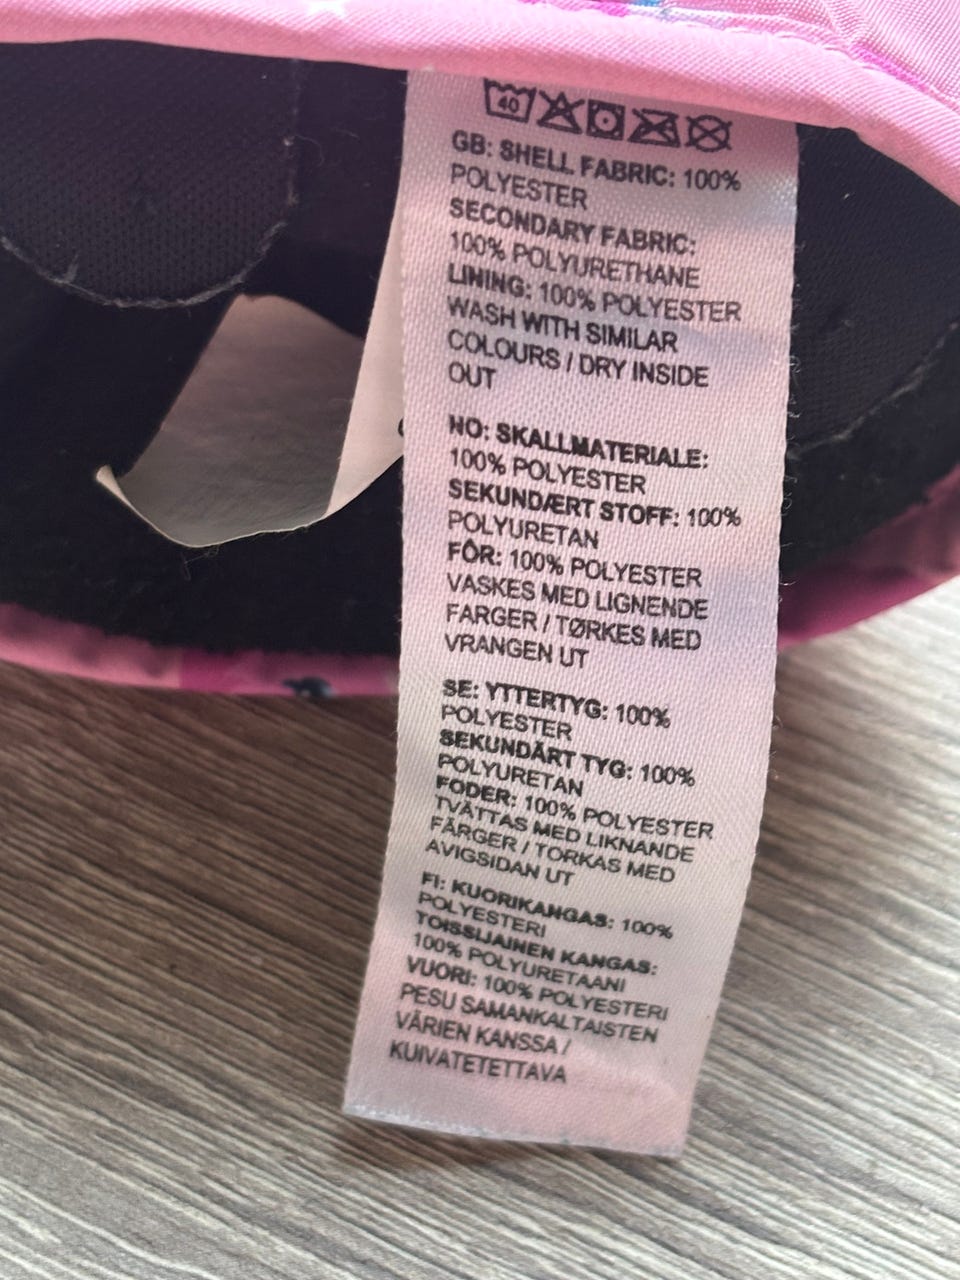 40
GB: SHELL FABRIC: 100%
POLYESTER
SECONDARY FABRIC:
100% POLYURETHANE
LINING: 100% POLYESTER
WASH WITH SIMILAR
COLOURS / DRY INSIDE
OUT
NO: SKALLMATERIALE:
100% POLYESTER
SEKUNDÆRT STOFF: 100%
POLYURETAN
FÔR: 100% POLYESTER
VASKES MED LIGNENDE
FARGER / TØRKES MED
VRANGEN UT
SE: YTTERTYG: 100%
POLYESTER
SEKUNDÄRT TYG: 100%
POLYURETAN
FODER: 100% POLYESTER
TVÄTTAS MED LIKNANDE
FÄRGER / TORKAS MED
AVIGSIDAN UT
FI: KUORIKANGAS: 100%
POLYESTERI
TOISSIJAINEN KANGAS:
100% POLYURETAANI
VUORI: 100% POLYESTERI
PESU SAMANKALTAISTEN
VÄRIEN KANSSA /
KUIVATETETTAVA